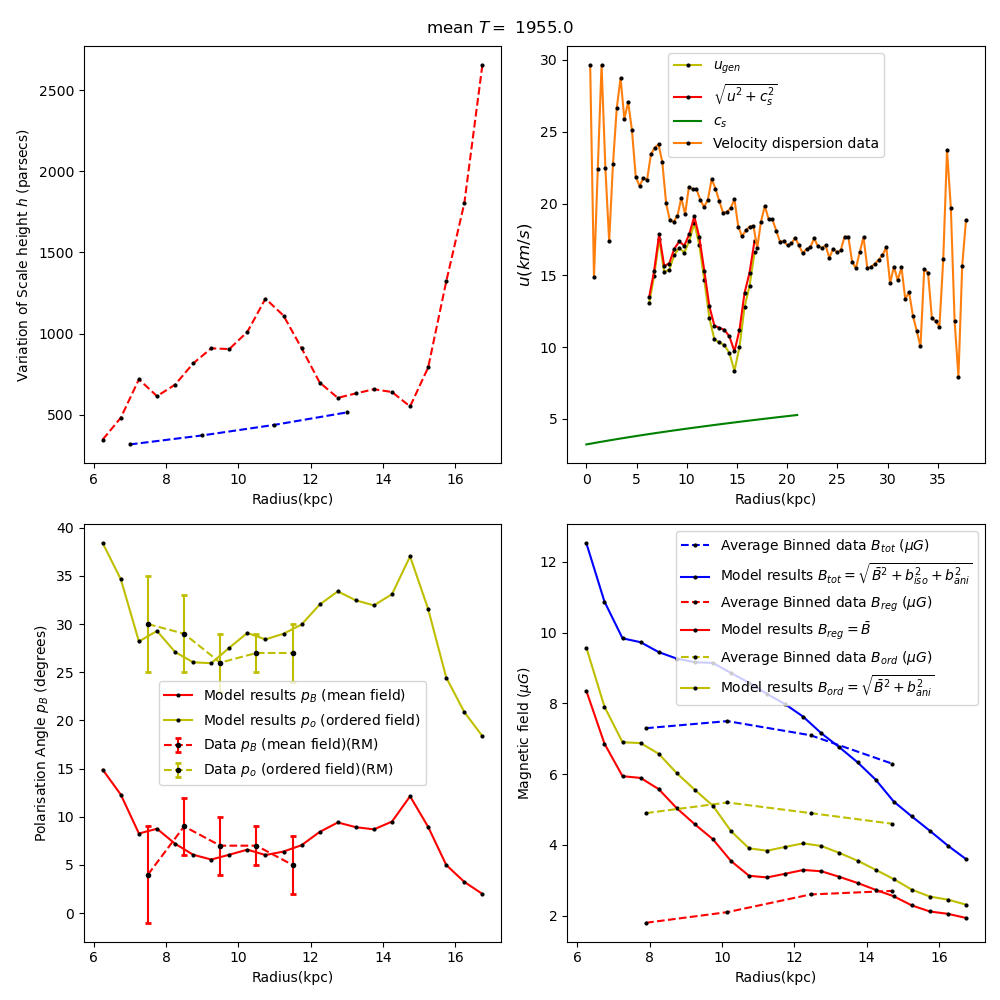 mean T = 1955.0
Variation of Scale height h (parsecs)
2500
2000
1500
1000
500
6 8 10 12 14 16
Radius(kpc)
u(km/s)
30
25
20
15
10
5
u_gen
√(u² + c_s²)
c_s
Velocity dispersion data
0 5 10 15 20 25 30 35
Radius(kpc)
Polarisation Angle p_B (degrees)
40
35
30
25
20
15
10
5
0
Model results p_B (mean field)
Model results p_o (ordered field)
Data p_B (mean field)(RM)
Data p_o (ordered field)(RM)
6 8 10 12 14 16
Radius(kpc)
Magnetic field (μG)
12
10
8
6
4
2
Average Binned data B_tot (μG)
Model results B_tot = √(B̄² + b²_iso + b²_ani)
Average Binned data B_reg (μG)
Model results B_reg = B̄
Average Binned data B_ord (μG)
Model results B_ord = √(B̄² + b²_ani)
6 8 10 12 14 16
Radius(kpc)